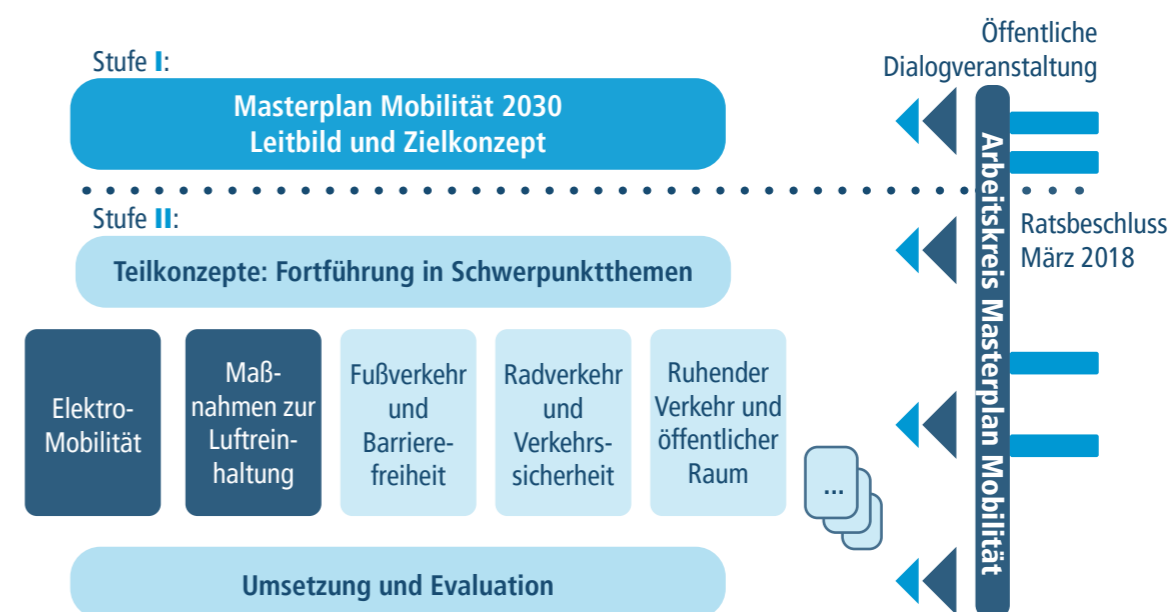 Stufe I:
Masterplan Mobilität 2030
Leitbild und Zielkonzept
Öffentliche
Dialogveranstaltung
Stufe II:
Teilkonzepte: Fortführung in Schwerpunktthemen
Ratsbeschluss
März 2018
Elektro-
Mobilität
Maß-
nahmen zur
Luftrein-
haltung
Fußverkehr
und
Barriere-
freiheit
Radverkehr
und
Verkehrs-
sicherheit
Ruhender
Verkehr und
öffentlicher
Raum
...
Umsetzung und Evaluation
Arbeitskreis Masterplan Mobilität